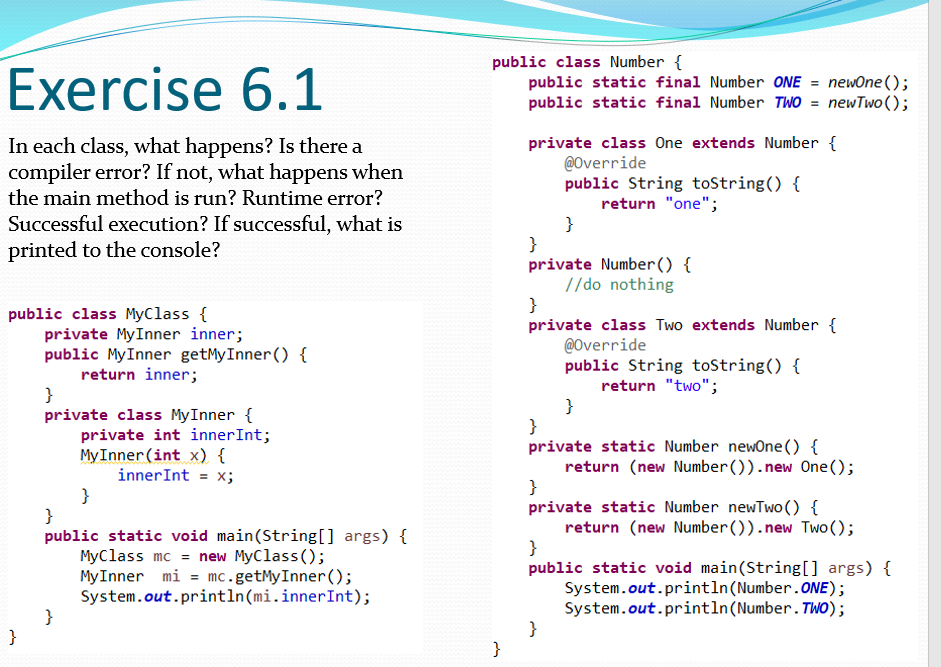 Exercise 6.1
In each class, what happens? Is there a
compiler error? If not, what happens when
the main method is run? Runtime error?
Successful execution? If successful, what is
printed to the console?
public class MyClass {
    private MyInner inner;
    public MyInner getMyInner() {
        return inner;
    }
    private class MyInner {
        private int innerInt;
        MyInner(int x) {
            innerInt = x;
        }
    }
    public static void main(String[] args) {
        MyClass mc = new MyClass();
        MyInner  mi = mc.getMyInner();
        System.out.println(mi.innerInt);
    }
}
public class Number {
    public static final Number ONE = newOne();
    public static final Number TWO = newTwo();
    private class One extends Number {
        @Override
        public String toString() {
            return "one";
        }
    }
    private Number() {
        //do nothing
    }
    private class Two extends Number {
        @Override
        public String toString() {
            return "two";
        }
    }
    private static Number newOne() {
        return (new Number()).new One();
    }
    private static Number newTwo() {
        return (new Number()).new Two();
    }
    public static void main(String[] args) {
        System.out.println(Number.ONE);
        System.out.println(Number.TWO);
    }
}